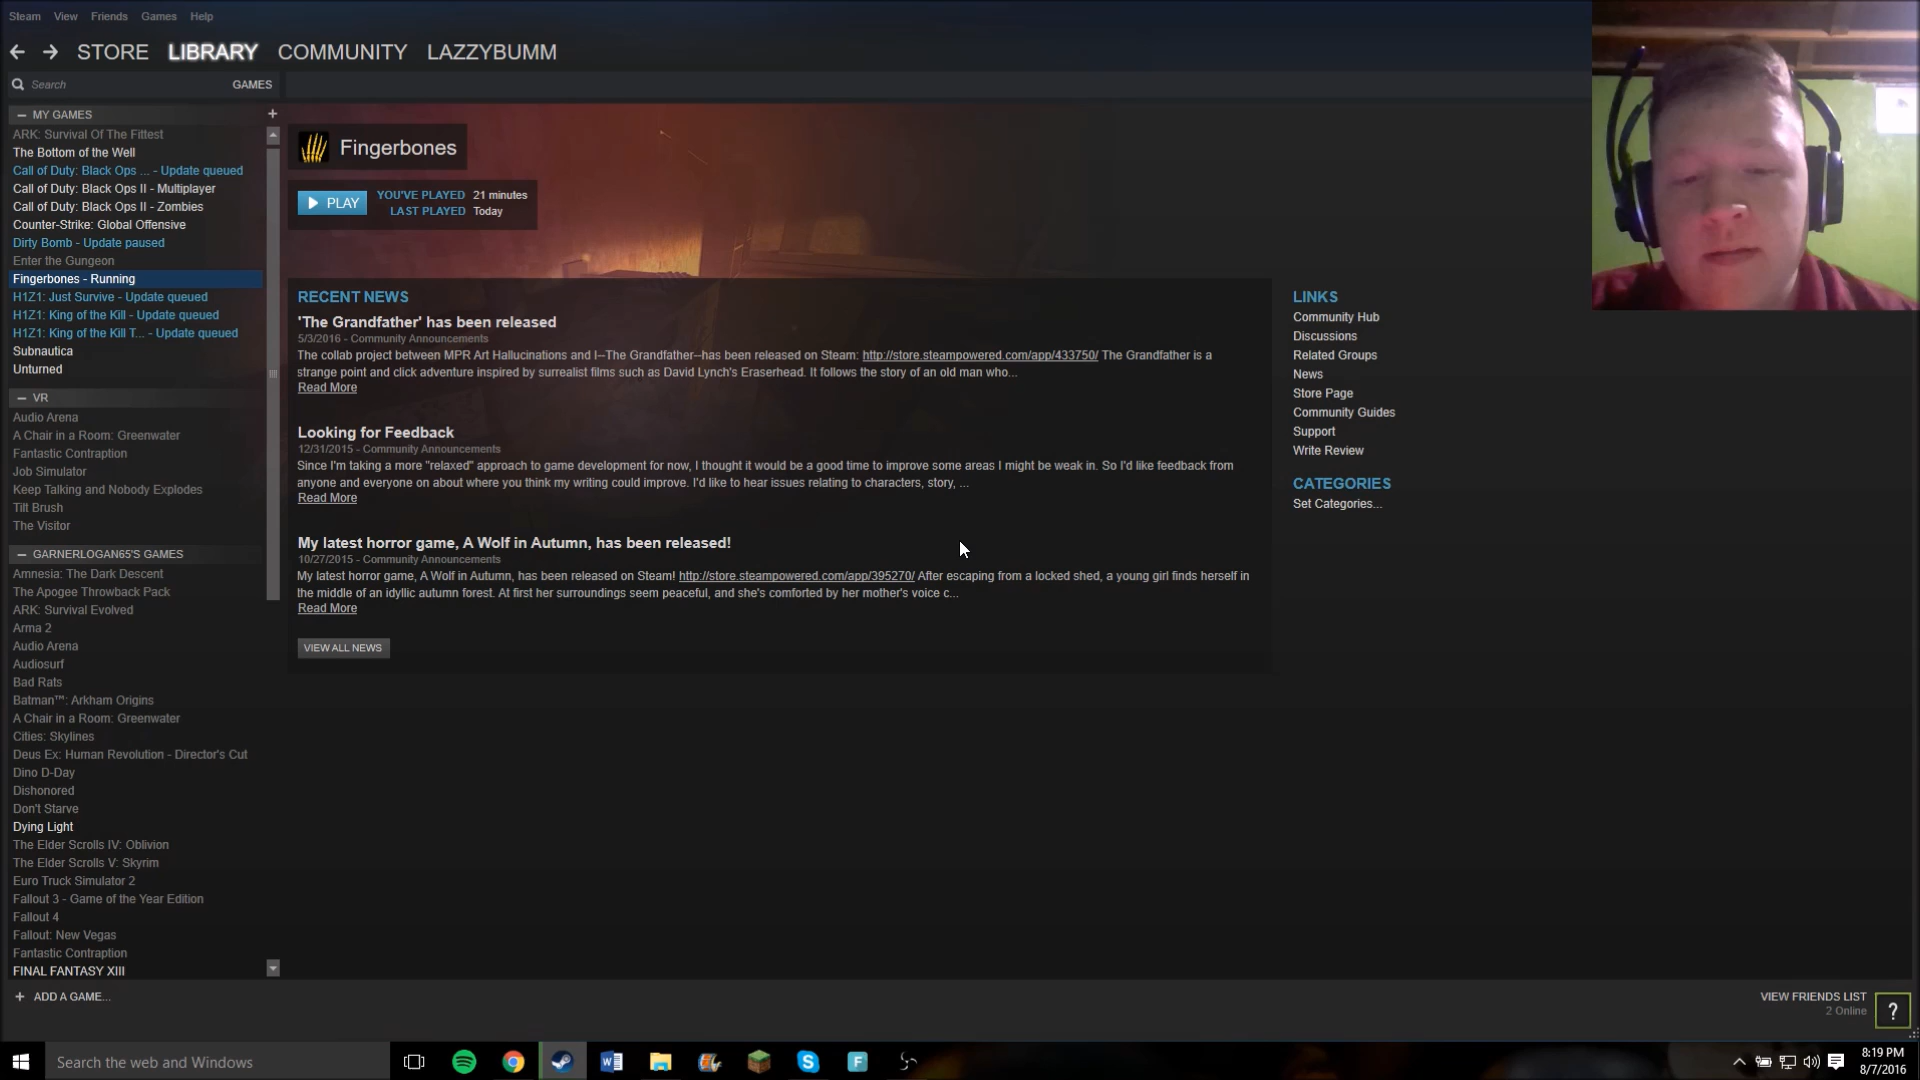 Steam View Friends Games Help
STORE LIBRARY COMMUNITY LAZZYBUMM
Search GAMES
MY GAMES
ARK: Survival Of The Fittest
The Bottom of the Well
Call of Duty: Black Ops ... - Update queued
Call of Duty: Black Ops II - Multiplayer
Call of Duty: Black Ops II - Zombies
Counter-Strike: Global Offensive
Dirty Bomb - Update paused
Enter the Gungeon
Fingerbones - Running
H1Z1: Just Survive - Update queued
H1Z1: King of the Kill - Update queued
H1Z1: King of the Kill T... - Update queued
Subnautica
Unturned
VR
Audio Arena
A Chair in a Room: Greenwater
Fantastic Contraption
Job Simulator
Keep Talking and Nobody Explodes
Tilt Brush
The Visitor
GARNERLOGAN65'S GAMES
Amnesia: The Dark Descent
The Apogee Throwback Pack
ARK: Survival Evolved
Arma 2
Audio Arena
Audiosurf
Bad Rats
Batman™: Arkham Origins
A Chair in a Room: Greenwater
Cities: Skylines
Deus Ex: Human Revolution - Director's Cut
Dino D-Day
Dishonored
Don't Starve
Dying Light
The Elder Scrolls IV: Oblivion
The Elder Scrolls V: Skyrim
Euro Truck Simulator 2
Fallout 3 - Game of the Year Edition
Fallout 4
Fallout: New Vegas
Fantastic Contraption
FINAL FANTASY XIII
ADD A GAME...
Fingerbones
PLAY
YOU'VE PLAYED 21 minutes
LAST PLAYED Today
RECENT NEWS
'The Grandfather' has been released
5/3/2016 - Community Announcements
The collab project between MPR Art Hallucinations and I--The Grandfather--has been released on Steam: http://store.steampowered.com/app/433750/ The Grandfather is a
strange point and click adventure inspired by surrealist films such as David Lynch's Eraserhead. It follows the story of an old man who...
Read More
Looking for Feedback
12/31/2015 - Community Announcements
Since I'm taking a more "relaxed" approach to game development for now, I thought it would be a good time to improve some areas I might be weak in. So I'd like feedback from
anyone and everyone on about where you think my writing could improve. I'd like to hear issues relating to characters, story, ...
Read More
My latest horror game, A Wolf in Autumn, has been released!
10/27/2015 - Community Announcements
My latest horror game, A Wolf in Autumn, has been released on Steam! http://store.steampowered.com/app/395270/ After escaping from a locked shed, a young girl finds herself in
the middle of an idyllic autumn forest. At first her surroundings seem peaceful, and she's comforted by her mother's voice c...
Read More
VIEW ALL NEWS
LINKS
Community Hub
Discussions
Related Groups
News
Store Page
Community Guides
Support
Write Review
CATEGORIES
Set Categories...
VIEW FRIENDS LIST
2 Online
?
Search the web and Windows
W
S
F
8:19 PM
8/7/2016